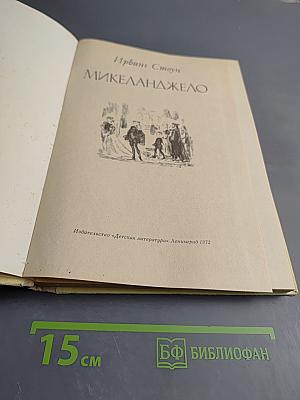 Ирвинг Стоун
МИКЕЛАНДЖЕЛО
Издательство «Детская литература» Ленинград 1972
15 см
БФ БИБЛИОФАН